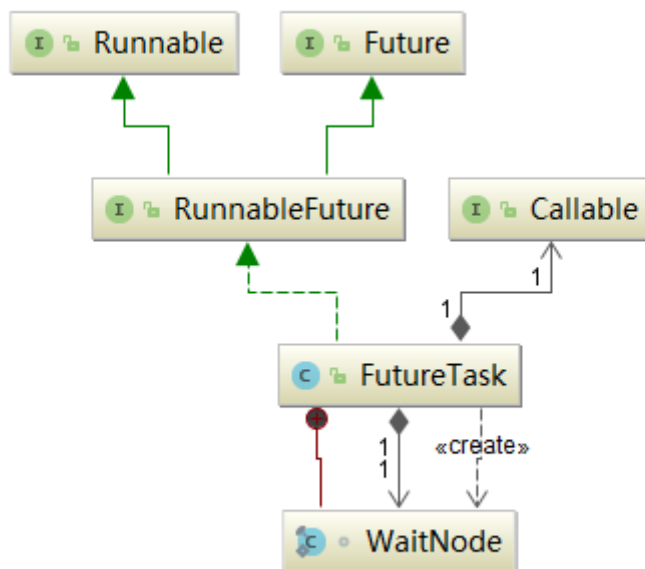 I Runnable
I Future
I RunnableFuture
I Callable
1
1
C FutureTask
1
1
«create»
C WaitNode